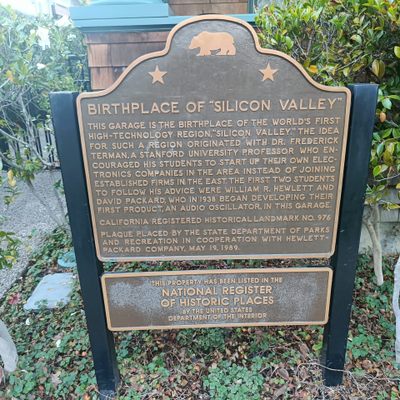 BIRTHPLACE OF "SILICON VALLEY"
THIS GARAGE IS THE BIRTHPLACE OF THE WORLD'S FIRST
HIGH-TECHNOLOGY REGION, "SILICON VALLEY." THE IDEA
FOR SUCH A REGION ORIGINATED WITH DR. FREDERICK
TERMAN, A STANFORD UNIVERSITY PROFESSOR WHO EN-
COURAGED HIS STUDENTS TO START UP THEIR OWN ELEC-
TRONICS COMPANIES IN THE AREA INSTEAD OF JOINING
ESTABLISHED FIRMS IN THE EAST. THE FIRST TWO STUDENTS
TO FOLLOW HIS ADVICE WERE WILLIAM R. HEWLETT AND
DAVID PACKARD, WHO IN 1938 BEGAN DEVELOPING THEIR
FIRST PRODUCT, AN AUDIO OSCILLATOR, IN THIS GARAGE.
CALIFORNIA REGISTERED HISTORICAL LANDMARK NO. 976
PLAQUE PLACED BY THE STATE DEPARTMENT OF PARKS
AND RECREATION IN COOPERATION WITH HEWLETT-
PACKARD COMPANY, MAY 19, 1989.
THIS PROPERTY HAS BEEN LISTED IN THE
NATIONAL REGISTER
OF HISTORIC PLACES
BY THE UNITED STATES
DEPARTMENT OF THE INTERIOR